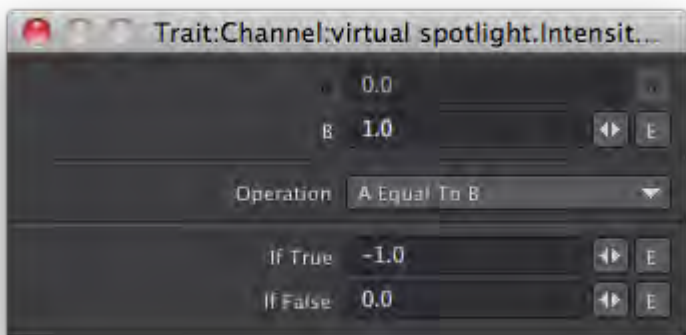 Trait:Channel:virtual spotlight.Intensit...
0.0
B 1.0 E
Operation A Equal To B
If True -1.0 E
If False 0.0 E